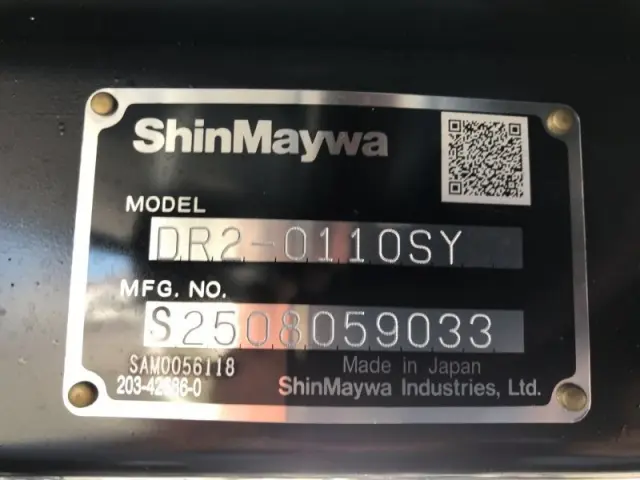 ShinMaywa
MODEL
DR2-0110SY
MFG. NO.
S2508059033
SAM0056118
Made in Japan
ShinMaywa Industries, Ltd.